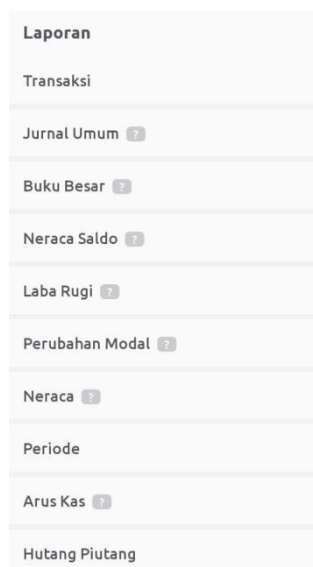 Laporan
Transaksi
Jurnal Umum ?
Buku Besar ?
Neraca Saldo ?
Laba Rugi ?
Perubahan Modal ?
Neraca ?
Periode
Arus Kas ?
Hutang Piutang